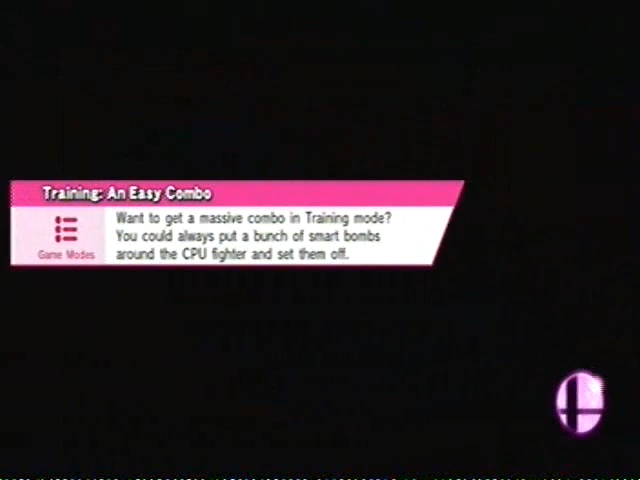 Training: An Easy Combo
Want to get a massive combo in Training mode?
You could always put a bunch of smart bombs
around the CPU fighter and set them off.
Game Modes